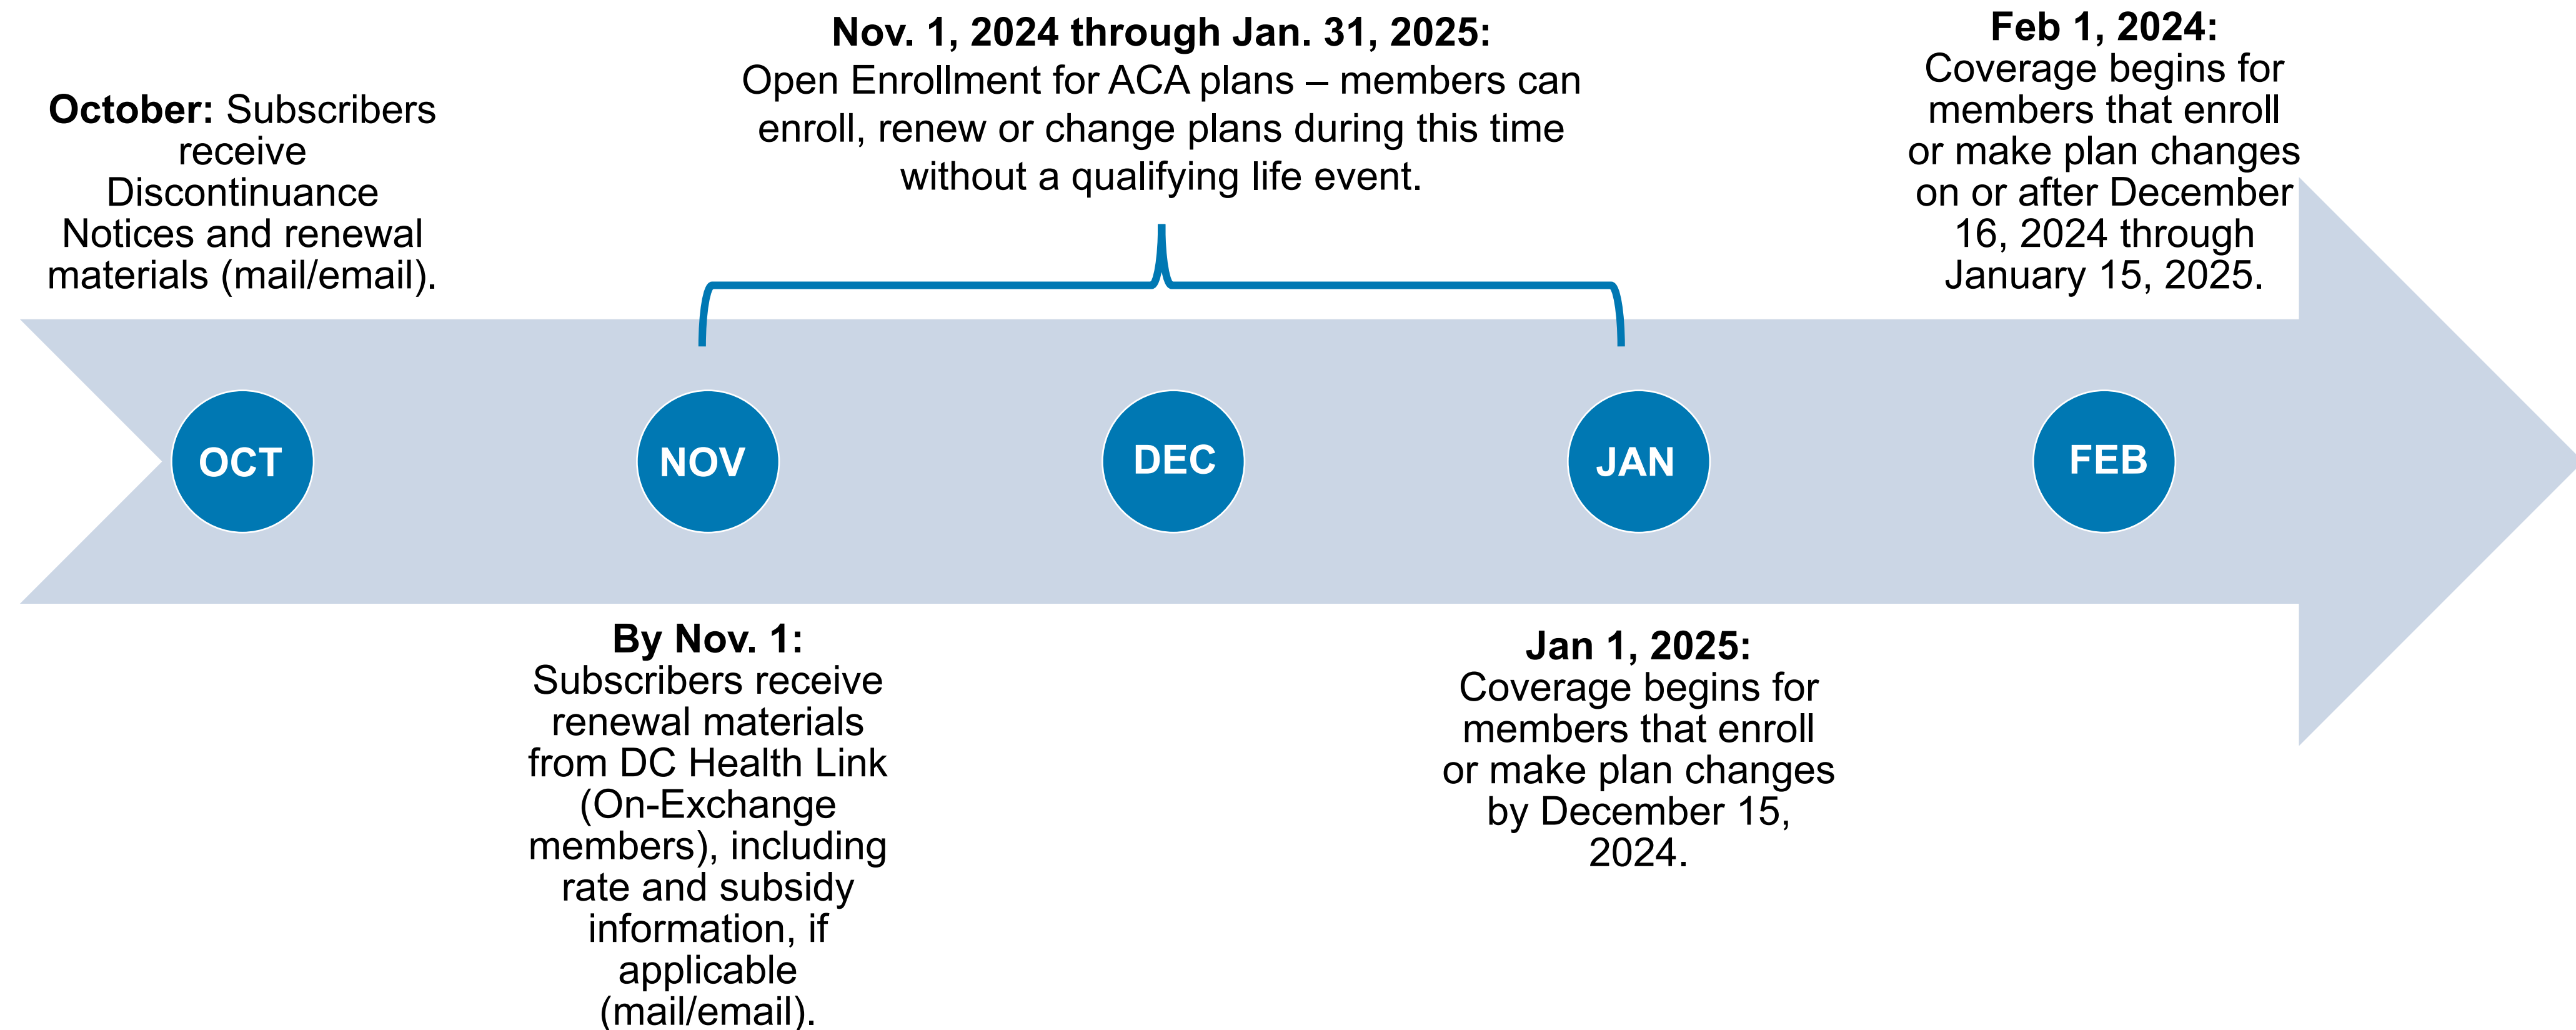 October: Subscribers
receive
Discontinuance
Notices and renewal
materials (mail/email).
Nov. 1, 2024 through Jan. 31, 2025:
Open Enrollment for ACA plans – members can
enroll, renew or change plans during this time
without a qualifying life event.
Feb 1, 2024:
Coverage begins for
members that enroll
or make plan changes
on or after December
16, 2024 through
January 15, 2025.
OCT
NOV
DEC
JAN
FEB
By Nov. 1:
Subscribers receive
renewal materials
from DC Health Link
(On-Exchange
members), including
rate and subsidy
information, if
applicable
(mail/email).
Jan 1, 2025:
Coverage begins for
members that enroll
or make plan changes
by December 15,
2024.